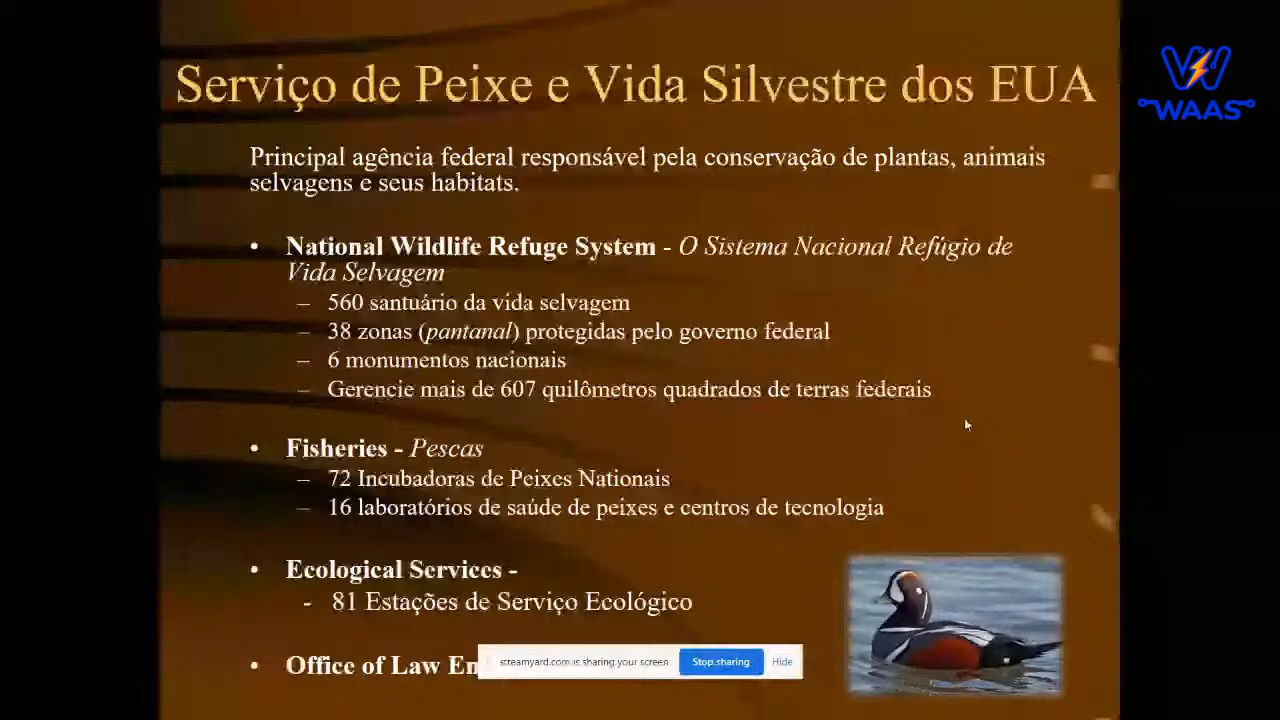 Serviço de Peixe e Vida Silvestre dos EUA
WAAS
Principal agência federal responsável pela conservação de plantas, animais
selvagens e seus habitats.
• National Wildlife Refuge System - O Sistema Nacional Refúgio de
Vida Selvagem
– 560 santuário da vida selvagem
– 38 zonas (pantanal) protegidas pelo governo federal
– 6 monumentos nacionais
– Gerencie mais de 607 quilômetros quadrados de terras federais
• Fisheries - Pescas
– 72 Incubadoras de Peixes Nationais
– 16 laboratórios de saúde de peixes e centros de tecnologia
• Ecological Services -
- 81 Estações de Serviço Ecológico
• Office of Law
streamyard.com is sharing your screen. Stop sharing Hide